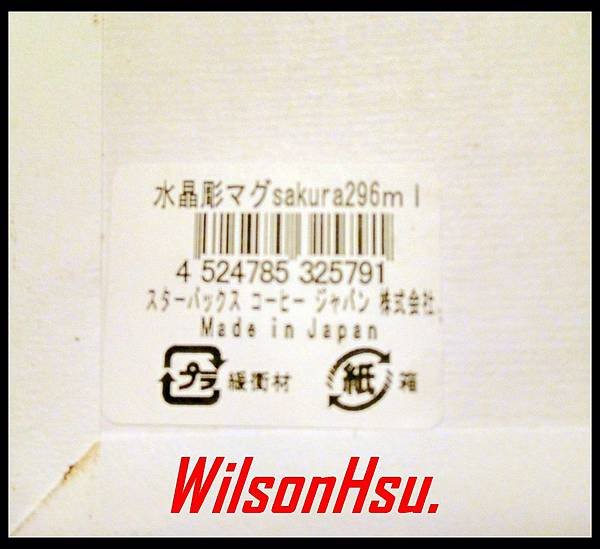 水晶彫マグsakura296ml
4 524785 325791
スターバックス コーヒー ジャパン 株式会社.
Made in Japan
プラ 緩衝材 紙 箱
WilsonHsu.